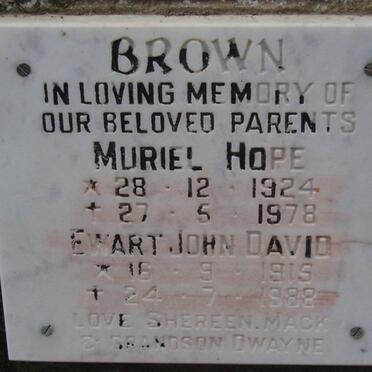 BROWN
IN LOVING MEMORY OF
OUR BELOVED PARENTS
MURIEL HOPE
* 28 · 12 · 1924
+ 27 · 5 · 1978
EWART JOHN DAVID
* 16 · 9 · 1915
+ 24 · 7 · 1988
LOVE SHEREEN, MACK
& GRANDSON DWAYNE